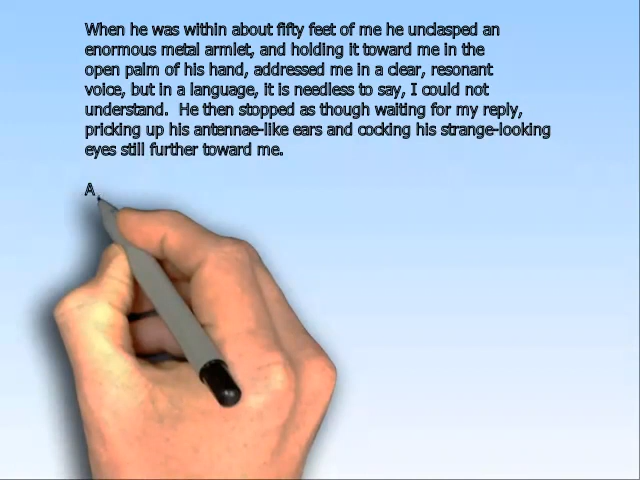 When he was within about fifty feet of me he unclasped an
enormous metal armlet, and holding it toward me in the
open palm of his hand, addressed me in a clear, resonant
voice, but in a language, it is needless to say, I could not
understand.  He then stopped as though waiting for my reply,
pricking up his antennae-like ears and cocking his strange-looking
eyes still further toward me.

A